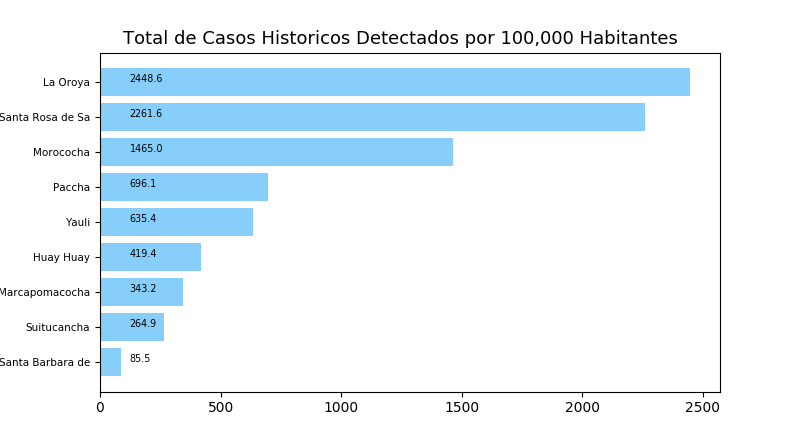 Total de Casos Historicos Detectados por 100,000 Habitantes
La Oroya 2448.6
Santa Rosa de Sa 2261.6
Morococha 1465.0
Paccha 696.1
Yauli 635.4
Huay Huay 419.4
Marcapomacocha 343.2
Suitucancha 264.9
Santa Barbara de 85.5
0 500 1000 1500 2000 2500